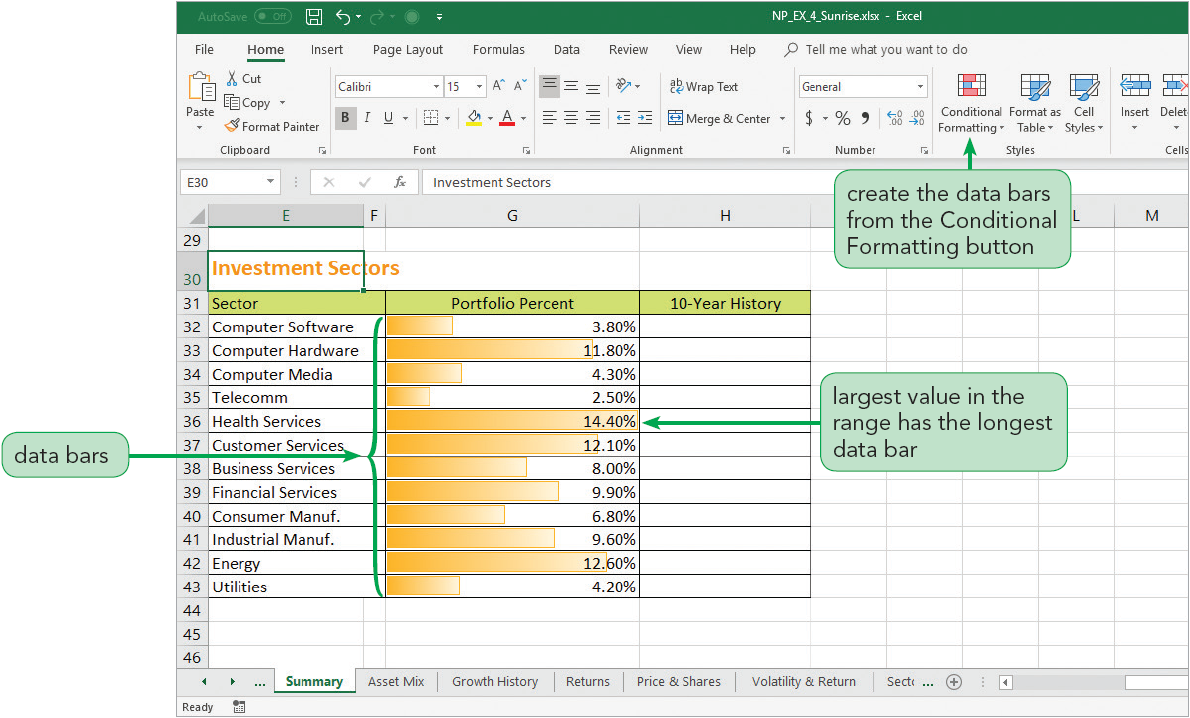 AutoSave Off NP_EX_4_Sunrise.xlsx - Excel
File Home Insert Page Layout Formulas Data Review View Help Tell me what you want to do
Paste
Cut
Copy
Format Painter
Clipboard
Calibri 15 A^ A˅
B I U A
Font
ab Wrap Text
Merge & Center
Alignment
General
$ % , .00
Number
Conditional Formatting
Format as Table
Cell Styles
Styles
Insert
Delet
Cells
E30 fx Investment Sectors
E F G H L M
29
30 Investment Sectors
31 Sector Portfolio Percent 10-Year History
32 Computer Software 3.80%
33 Computer Hardware 11.80%
34 Computer Media 4.30%
35 Telecomm 2.50%
36 Health Services 14.40%
37 Customer Services 12.10%
38 Business Services 8.00%
39 Financial Services 9.90%
40 Consumer Manuf. 6.80%
41 Industrial Manuf. 9.60%
42 Energy 12.60%
43 Utilities 4.20%
44
45
46
create the data bars
from the Conditional
Formatting button
largest value in the
range has the longest
data bar
data bars
... Summary Asset Mix Growth History Returns Price & Shares Volatility & Return Secto ...
Ready